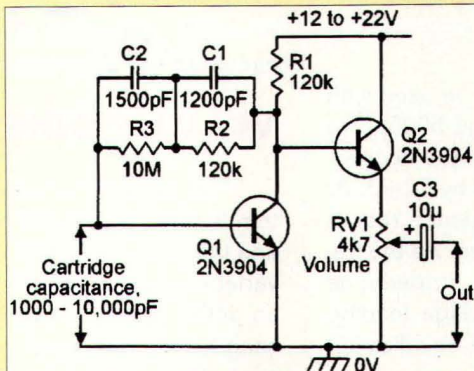 +12 to +22V
C2
1500pF
C1
1200pF
R1
120k
R3
10M
R2
120k
Q2
2N3904
Q1
2N3904
RV1
4k7
Volume
C3
10µ
+
Cartridge
capacitance,
1000 - 10,000pF
Out
0V